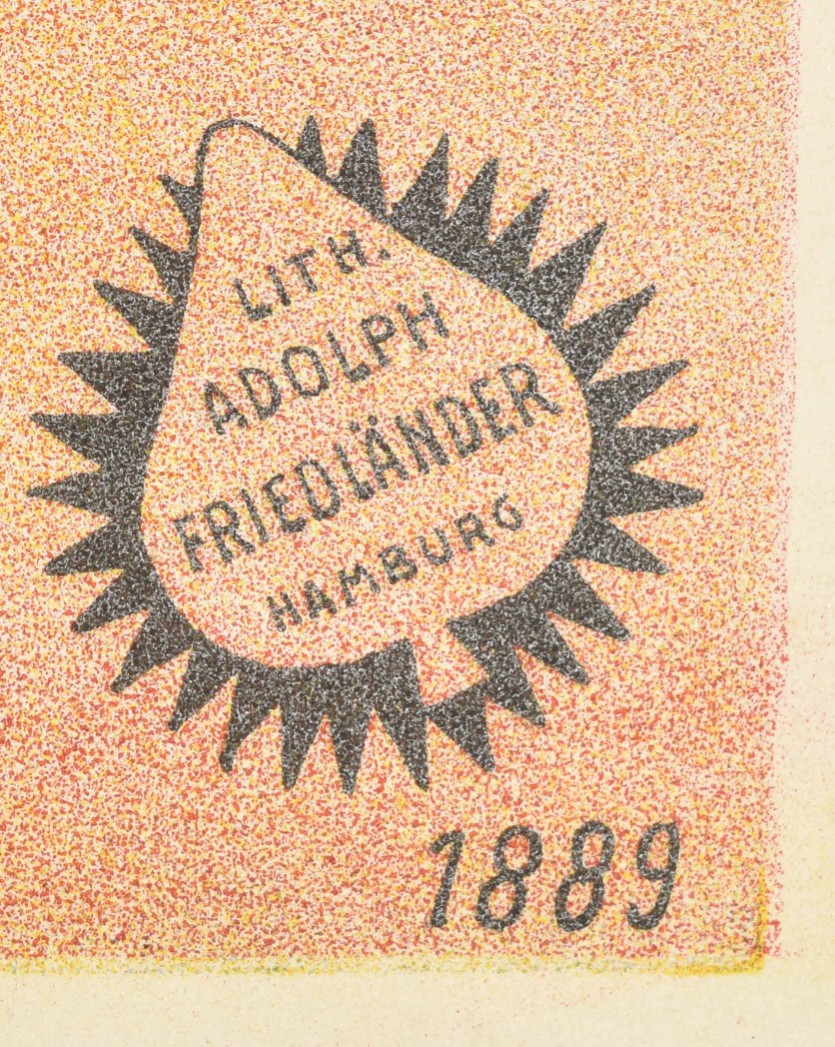 LITH.
ADOLPH
FRIEDLÄNDER
HAMBURG
1889